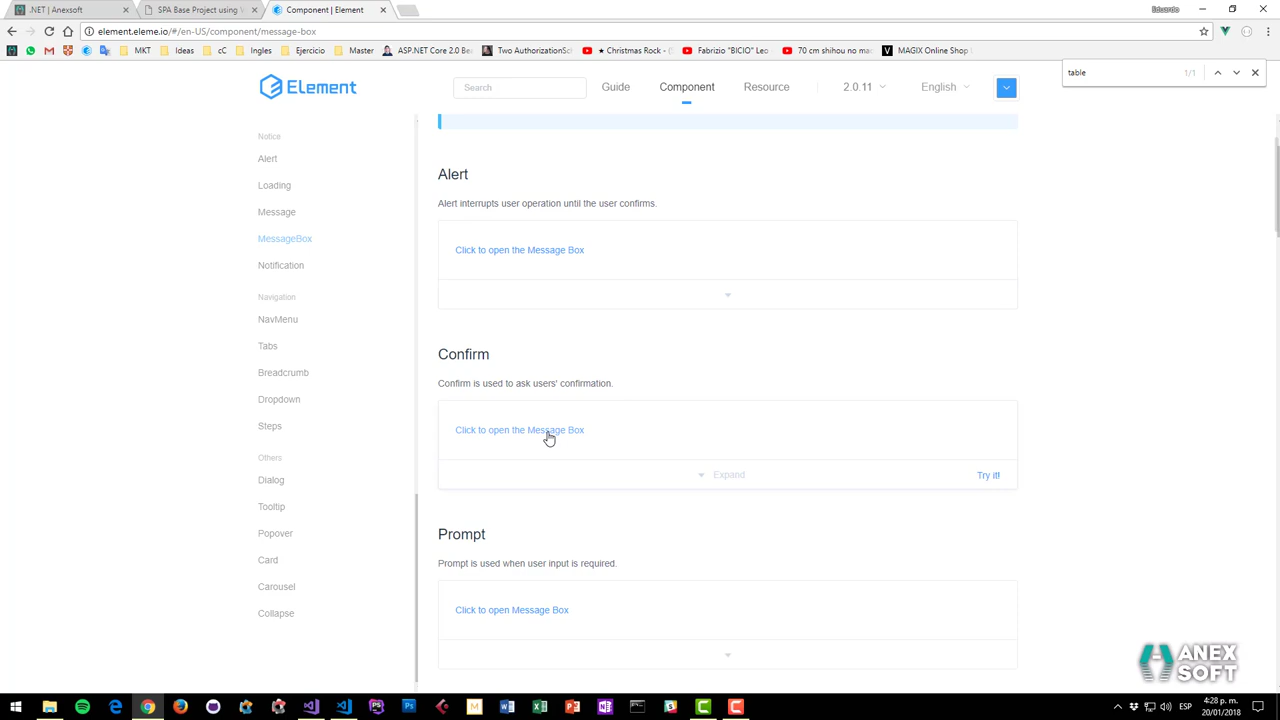 .NET | Anexsoft
SPA Base Project using V
Component | Element
Eduardo
element.eleme.io/#/en-US/component/message-box
MKT
Ideas
cC
Ingles
Ejercicio
Master
ASP.NET Core 2.0 Be
Two AuthorizationSc
★ Christmas Rock -
Fabrizio "BICIO" Leo
70 cm shihou no mac
MAGIX Online Shop
table
1/1
Element
Search
Guide
Component
Resource
2.0.11
English
Notice
Alert
Loading
Message
MessageBox
Notification
Navigation
NavMenu
Tabs
Breadcrumb
Dropdown
Steps
Others
Dialog
Tooltip
Popover
Card
Carousel
Collapse
Alert
Alert interrupts user operation until the user confirms.
Click to open the Message Box
Confirm
Confirm is used to ask users' confirmation.
Click to open the Message Box
Expand
Try it!
Prompt
Prompt is used when user input is required.
Click to open Message Box
ANEX
SOFT
ESP
4:28 p. m.
20/01/2018